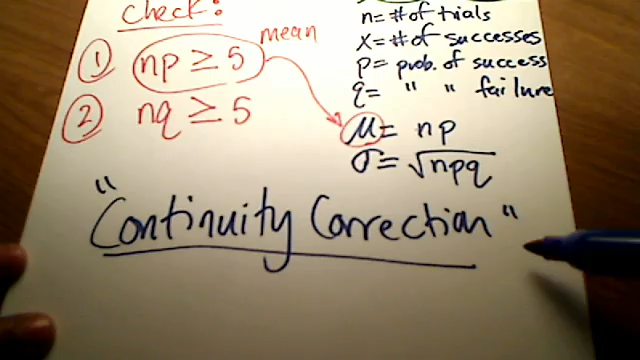 check:
① np ≥ 5
mean
② nq ≥ 5
n = # of trials
x = # of successes
p = prob. of success
q = " " failure
μ = np
σ = √npq
"Continuity Correction"